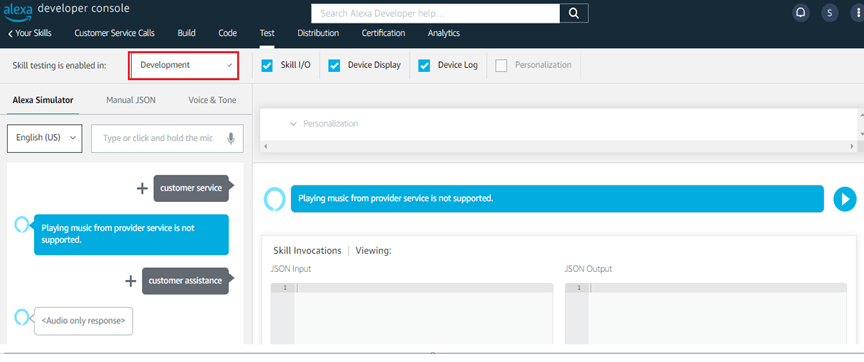 alexa developer console
Search Alexa Developer help...
S
Your Skills Customer Service Calls Build Code Test Distribution Certification Analytics
Skill testing is enabled in: Development Skill I/O Device Display Device Log Personalization
Alexa Simulator Manual JSON Voice & Tone
English (US) Type or click and hold the mic
Personalization
customer service
Playing music from provider service is not
supported.
customer assistance
<Audio only response>
Playing music from provider service is not supported.
Skill Invocations | Viewing:
JSON Input JSON Output
1 1